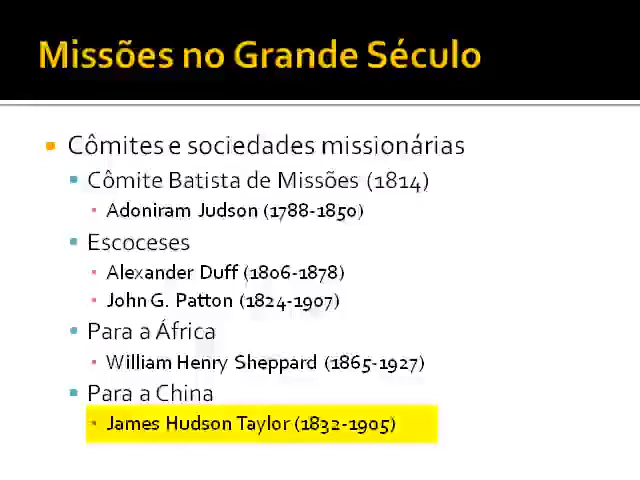 Missões no Grande Século
Cômites e sociedades missionárias
Cômite Batista de Missões (1814)
Adoniram Judson (1788-1850)
Escoceses
Alexander Duff (1806-1878)
John G. Patton (1824-1907)
Para a África
William Henry Sheppard (1865-1927)
Para a China
James Hudson Taylor (1832-1905)